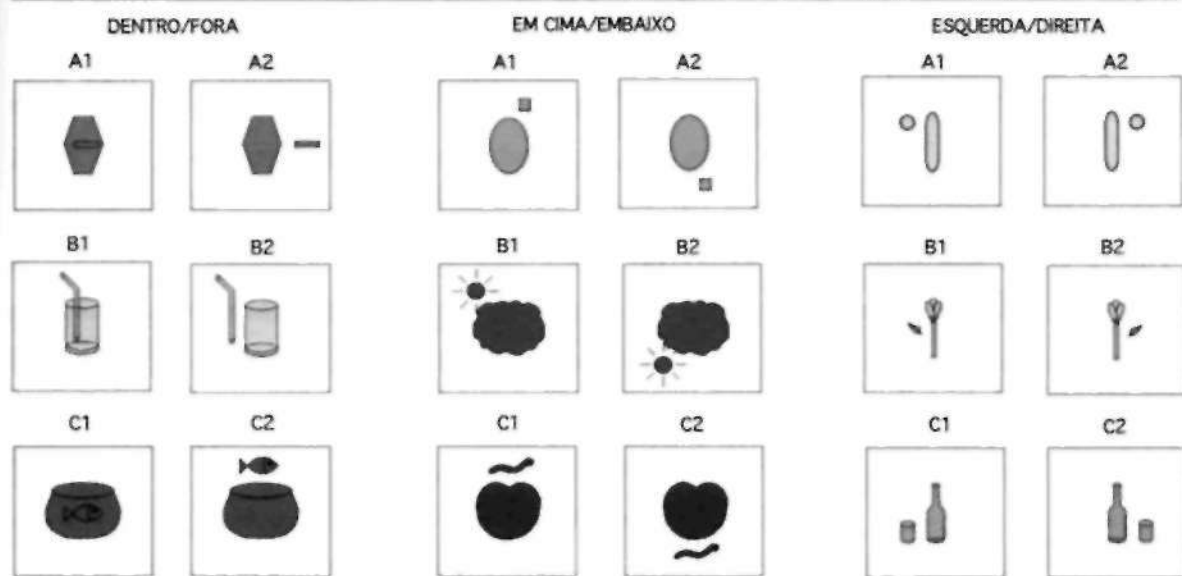 DENTRO/FORA EM CIMA/EMBAIXO ESQUERDA/DIREITA
A1 A2 A1 A2 A1 A2
B1 B2 B1 B2 B1 B2
C1 C2 C1 C2 C1 C2